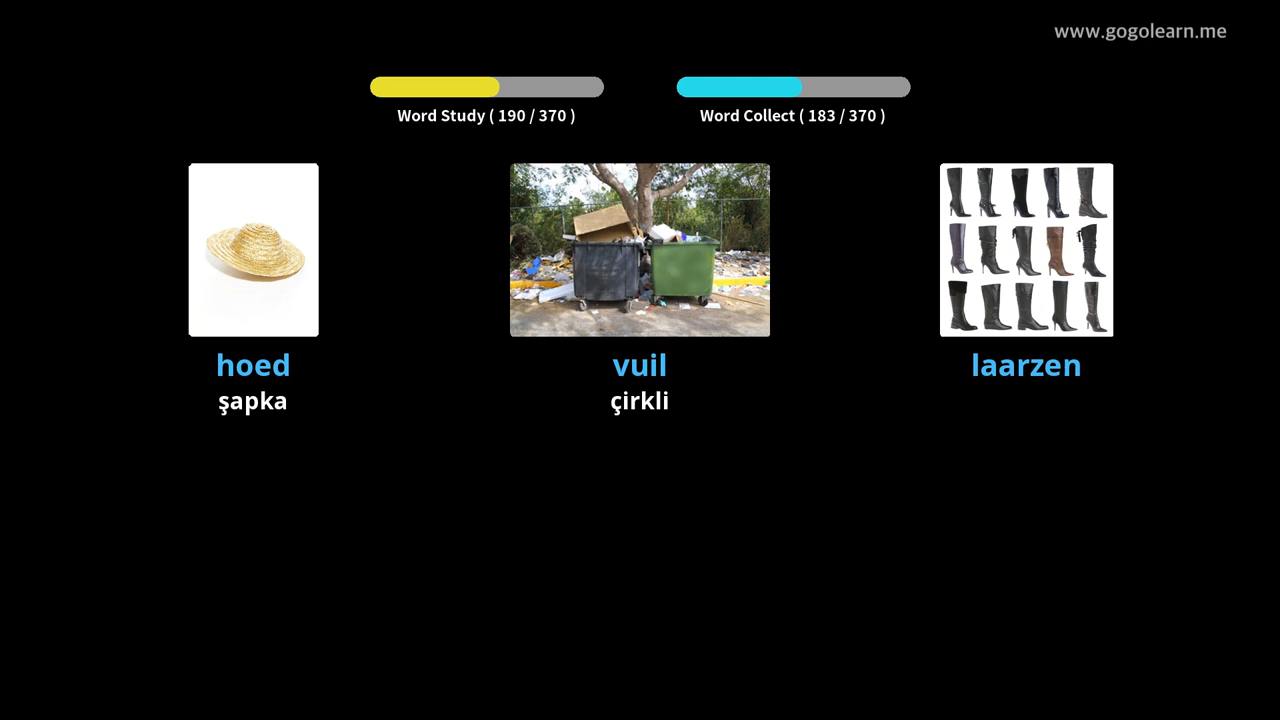 www.gogolearn.me
Word Study ( 190 / 370 )
Word Collect ( 183 / 370 )
hoed
şapka
vuil
çirkli
laarzen